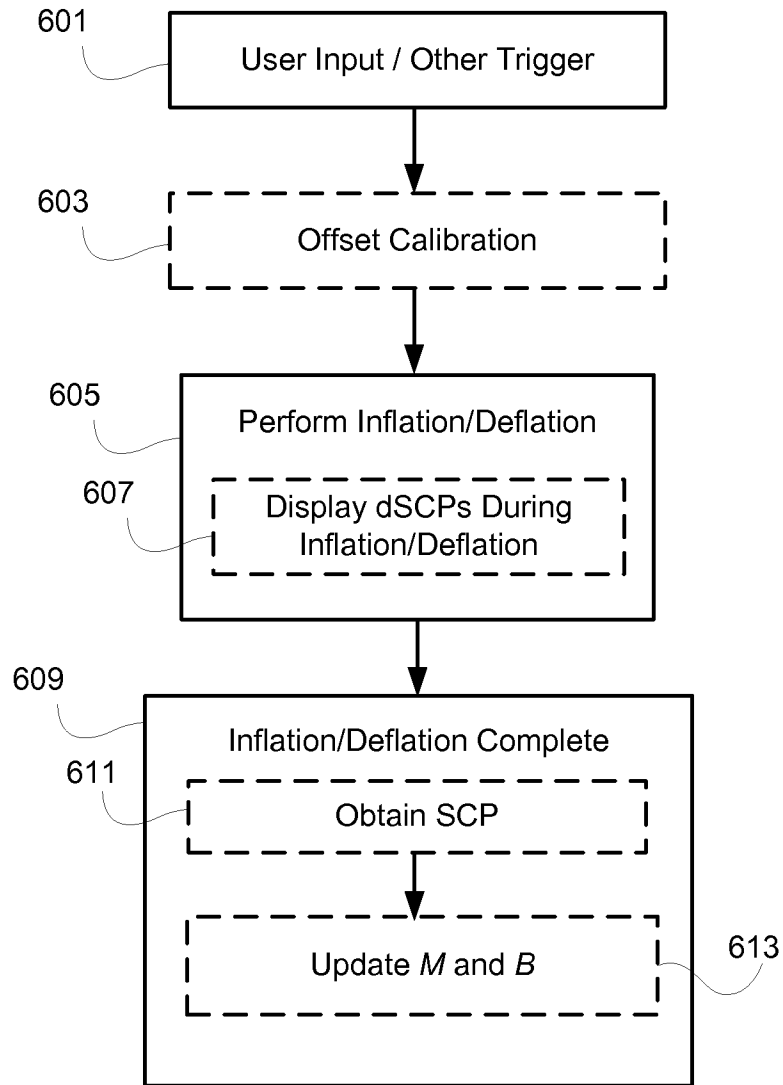 601
User Input / Other Trigger
603
Offset Calibration
605
Perform Inflation/Deflation
607
Display dSCPs During
Inflation/Deflation
609
Inflation/Deflation Complete
611
Obtain SCP
Update M and B
613